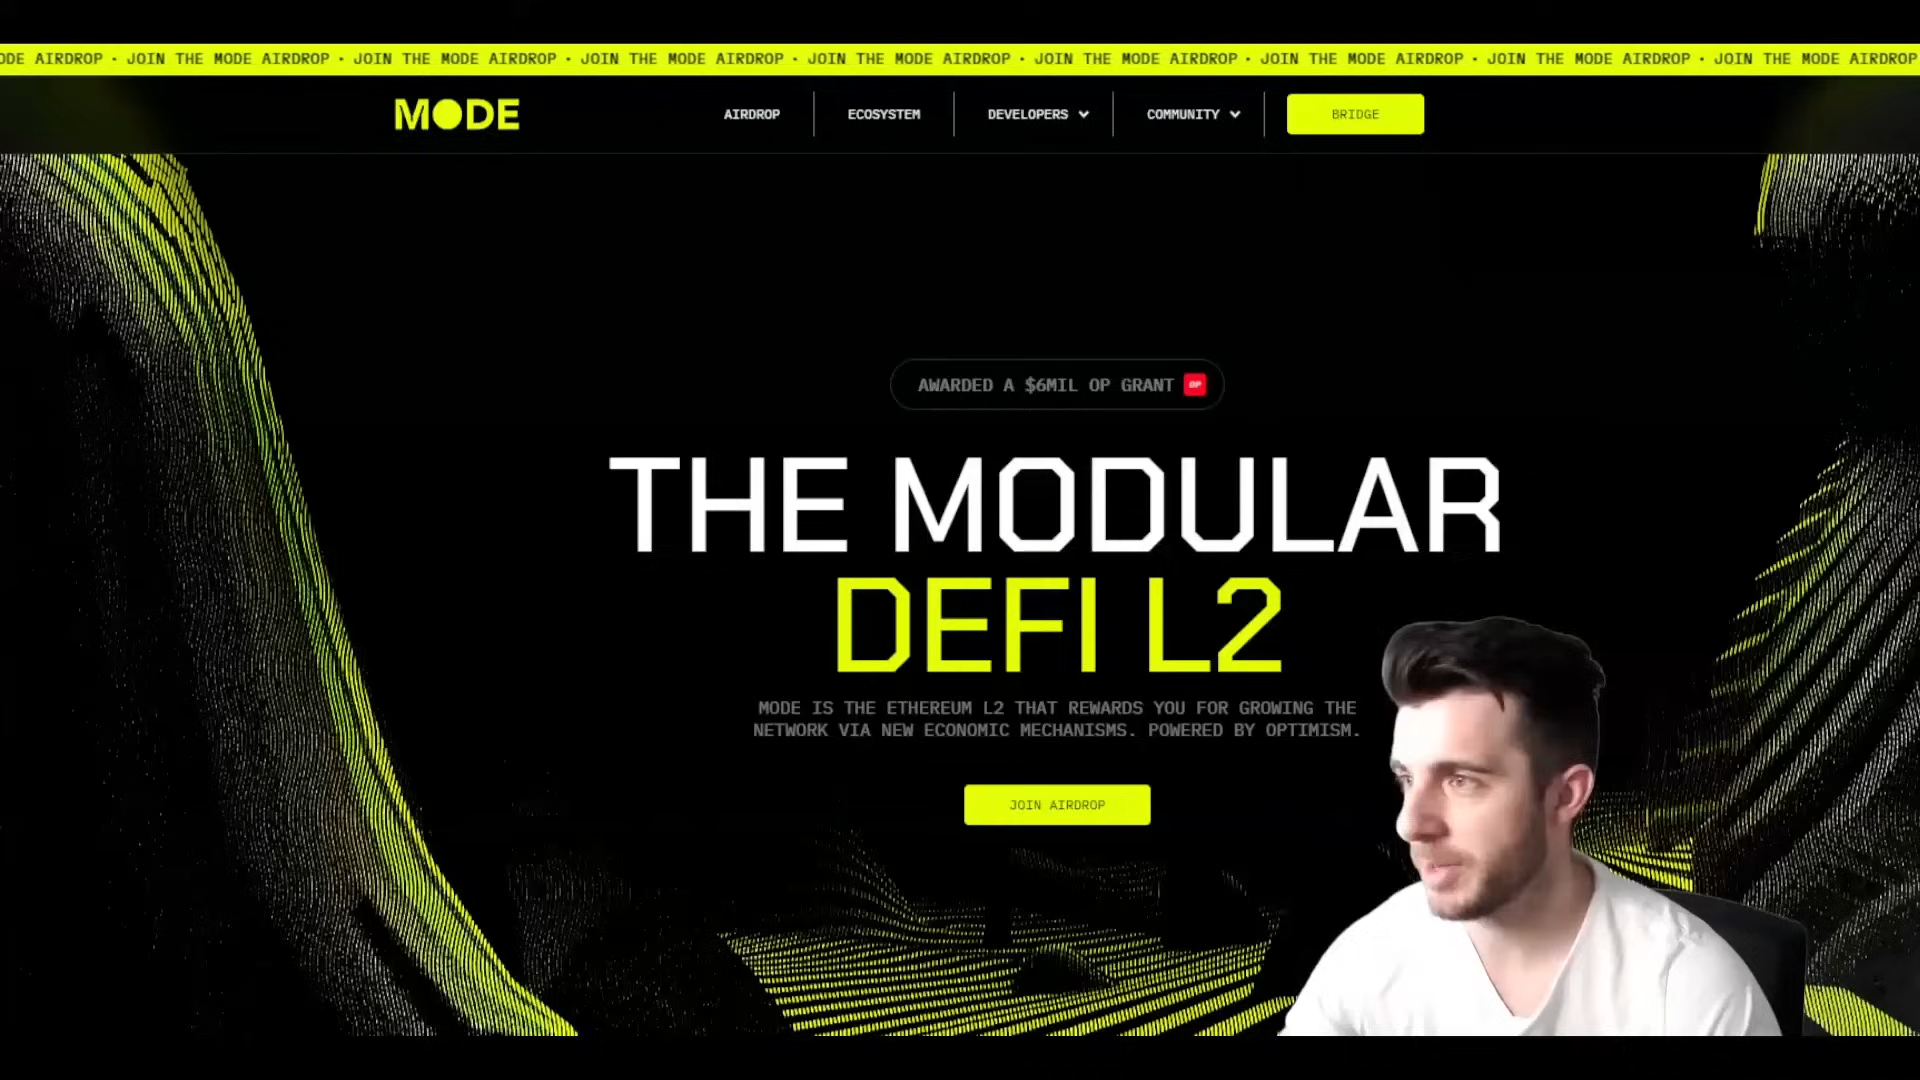 ODE AIRDROP • JOIN THE MODE AIRDROP • JOIN THE MODE AIRDROP • JOIN THE MODE AIRDROP • JOIN THE MODE AIRDROP • JOIN THE MODE AIRDROP • JOIN THE MODE AIRDROP • JOIN THE MODE AIRDROP • JOIN THE MODE AIRDROP
MODE AIRDROP ECOSYSTEM DEVELOPERS COMMUNITY BRIDGE
AWARDED A $6MIL OP GRANT OP
THE MODULAR
DEFI L2
MODE IS THE ETHEREUM L2 THAT REWARDS YOU FOR GROWING THE
NETWORK VIA NEW ECONOMIC MECHANISMS. POWERED BY OPTIMISM.
JOIN AIRDROP